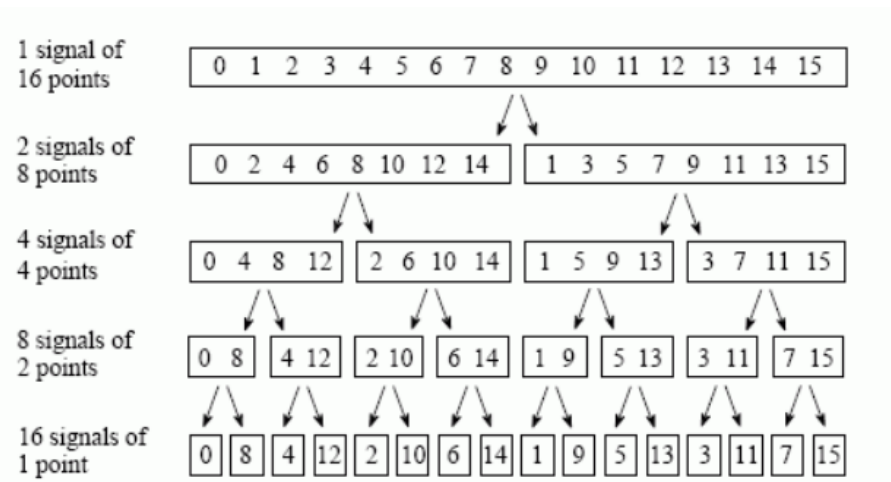 1 signal of
16 points
0 1 2 3 4 5 6 7 8 9 10 11 12 13 14 15
2 signals of
8 points
0 2 4 6 8 10 12 14 1 3 5 7 9 11 13 15
4 signals of
4 points
0 4 8 12 2 6 10 14 1 5 9 13 3 7 11 15
8 signals of
2 points
0 8 4 12 2 10 6 14 1 9 5 13 3 11 7 15
16 signals of
1 point
0 8 4 12 2 10 6 14 1 9 5 13 3 11 7 15